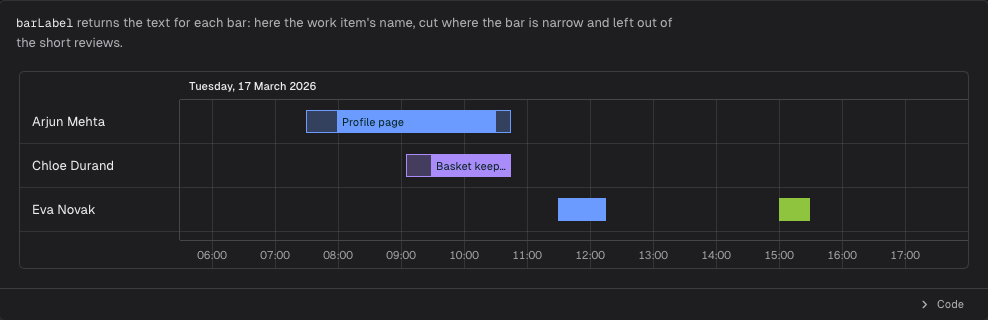 barLabel returns the text for each bar: here the work item's name, cut where the bar is narrow and left out of
the short reviews.
Tuesday, 17 March 2026
Arjun Mehta
Profile page
Chloe Durand
Basket keep…
Eva Novak
06:00 07:00 08:00 09:00 10:00 11:00 12:00 13:00 14:00 15:00 16:00 17:00
Code